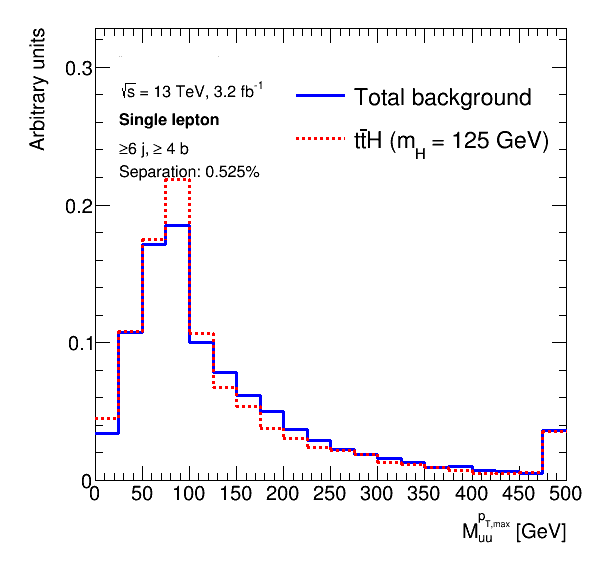 Arbitrary units
0.3
0.2
0.1
0
√s = 13 TeV, 3.2 fb⁻¹
Single lepton
≥6 j, ≥ 4 b
Separation: 0.525%
Total background
tt̄H (m_H = 125 GeV)
0 50 100 150 200 250 300 350 400 450 500
M_uu^p_T,max [GeV]